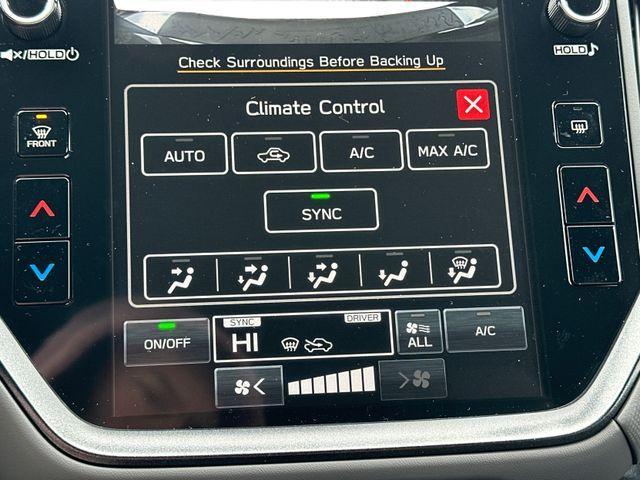 HOLD
HOLD
Check Surroundings Before Backing Up
Climate Control
FRONT
AUTO
A/C
MAX A/C
SYNC
ON/OFF
SYNC
DRIVER
HI
ALL
A/C